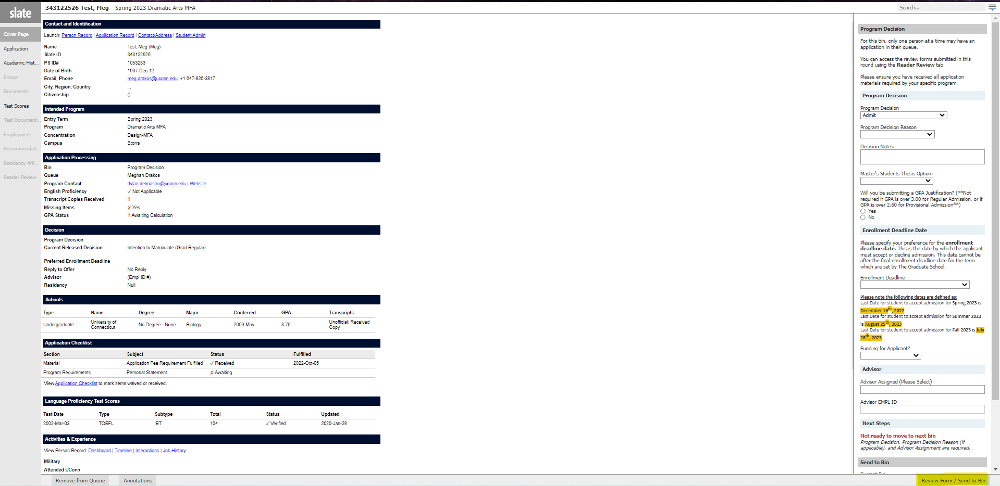 slate
343122526 Test, Meg Spring 2023 Dramatic Arts MFA
Search...
Cover Page
Application
Academic Hist...
Essays
Documents
Test Scores
Test Document...
Employment
Recommendati...
Residency Affi...
Reader Review
Contact and Identification
Launch: Person Record | Application Record | Contact/Address | Student Admin
Name Test, Meg (Meg)
Slate ID 343122526
PS ID# 1053233
Date of Birth 1997-Dec-12
Email, Phone meg.drakos@uconn.edu, +1 647-926-3817
City, Region, Country , ,
Citizenship ()
Intended Program
Entry Term Spring 2023
Program Dramatic Arts MFA
Concentration Design-MFA
Campus Storrs
Application Processing
Bin Program Decision
Queue Meghan Drakos
Program Contact dylan.delmastro@uconn.edu | Website
English Proficiency ✓ Not Applicable
Transcript Copies Received !!
Missing Items ✗ Yes
GPA Status !! Awaiting Calculation
Decision
Program Decision
Current Released Decision Intention to Matriculate (Grad Regular)
Preferred Enrollment Deadline
Reply to Offer No Reply
Advisor (Empl ID #)
Residency Null
Schools
Type Name Degree Major Conferred GPA Transcripts
Undergraduate University of Connecticut No Degree - None Biology 2009-May 3.79 Unofficial: Received Copy
Application Checklist
Section Subject Status Fulfilled
Material Application Fee Requirement Fulfilled ✓ Received 2022-Oct-05
Program Requirements Personal Statement ✗ Awaiting
View Application Checklist to mark items waived or received.
Language Proficiency Test Scores
Test Date Type Subtype Total Status Updated
2002-Mar-03 TOEFL IBT 104 ✓ Verified 2020-Jan-29
Activities & Experience
View Person Record: Dashboard | Timeline | Interactions | Job History
Military
Attended UConn
Program Decision
For this bin, only one person at a time may have an
application in their queue.
You can access the review forms submitted in this
round using the Reader Review tab.
Please ensure you have received all application
materials required by your specific program.
Program Decision
Program Decision
Admit
Program Decision Reason
Decision Notes:
Master's Students Thesis Option:
Will you be submitting a GPA Justification? (**Not
required if GPA is over 3.00 for Regular Admission, or if
GPA is over 2.60 for Provisional Admission**)
Yes
No
Enrollment Deadline Date
Please specify your preference for the enrollment
deadline date. This is the date by which the applicant
must accept or decline admission. This date cannot be
after the final enrollment deadline date for the term
which are set by The Graduate School.
Enrollment Deadline
Please note the following dates are defined as:
Last Date for student to accept admission for Spring 2023 is
December 16th, 2022
Last Date for student to accept admission for Summer 2023
is August 25th, 2023
Last Date for student to accept admission for Fall 2023 is July
28th, 2023
Funding for Applicant?
Advisor
Advisor Assigned (Please Select)
Advisor EMPL ID
Next Steps
Not ready to move to next bin
Program Decision, Program Decision Reason (if
applicable), and Advisor Assignment are required.
Send to Bin
Current Bin
Remove from Queue
Annotations
Review Form / Send to Bin